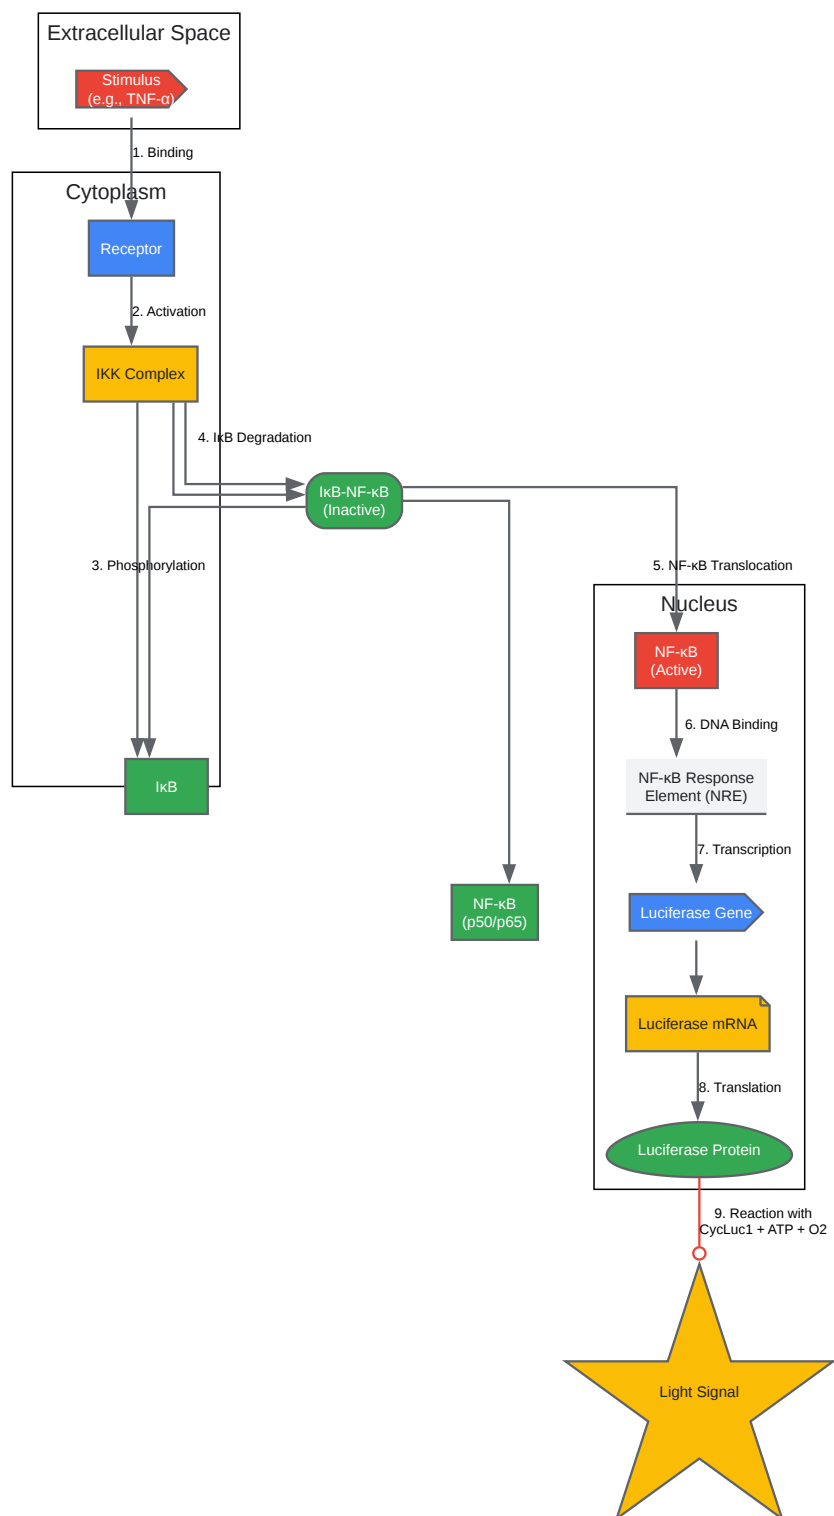 Extracellular Space
Stimulus
(e.g., TNF-α)
1. Binding
Cytoplasm
Receptor
2. Activation
IKK Complex
4. IκB Degradation
IκB-NF-κB
(Inactive)
3. Phosphorylation
5. NF-κB Translocation
Nucleus
NF-κB
(Active)
6. DNA Binding
NF-κB Response
Element (NRE)
IκB
7. Transcription
NF-κB
(p50/p65)
Luciferase Gene
Luciferase mRNA
8. Translation
Luciferase Protein
9. Reaction with
CycLuc1 + ATP + O2
Light Signal